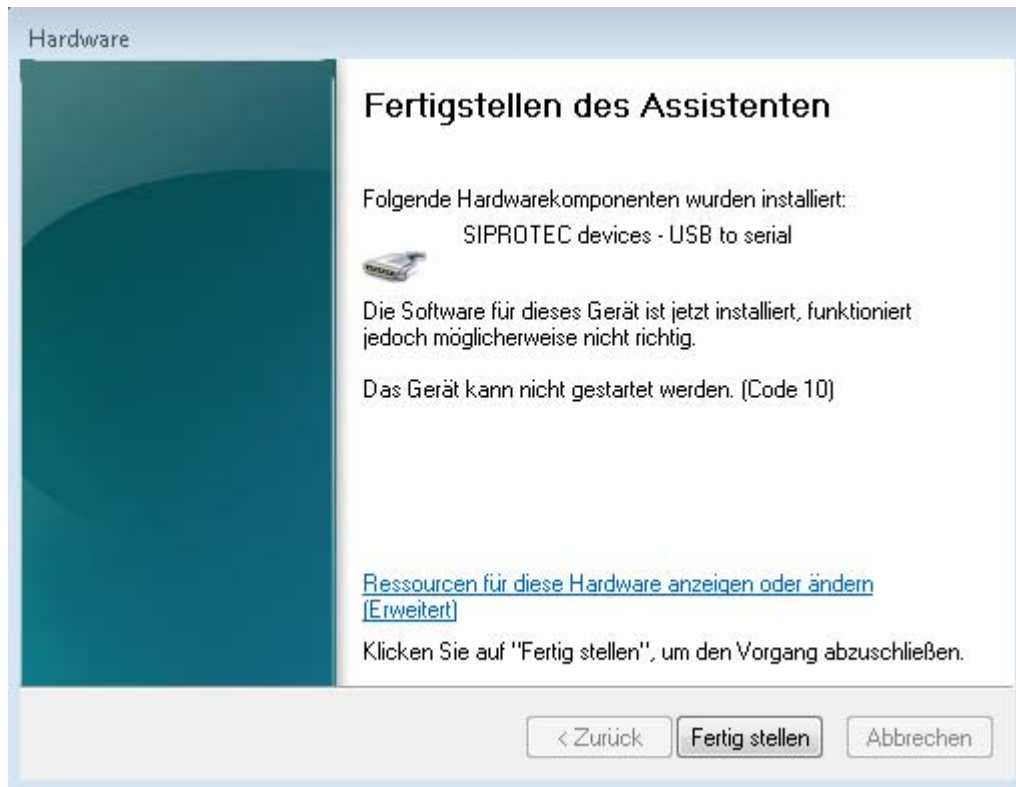 Hardware
Fertigstellen des Assistenten
Folgende Hardwarekomponenten wurden installiert:
SIPROTEC devices - USB to serial
Die Software für dieses Gerät ist jetzt installiert, funktioniert
jedoch möglicherweise nicht richtig.
Das Gerät kann nicht gestartet werden. (Code 10)
Ressourcen für diese Hardware anzeigen oder ändern
(Erweitert)
Klicken Sie auf "Fertig stellen", um den Vorgang abzuschließen.
< Zurück
Fertig stellen
Abbrechen